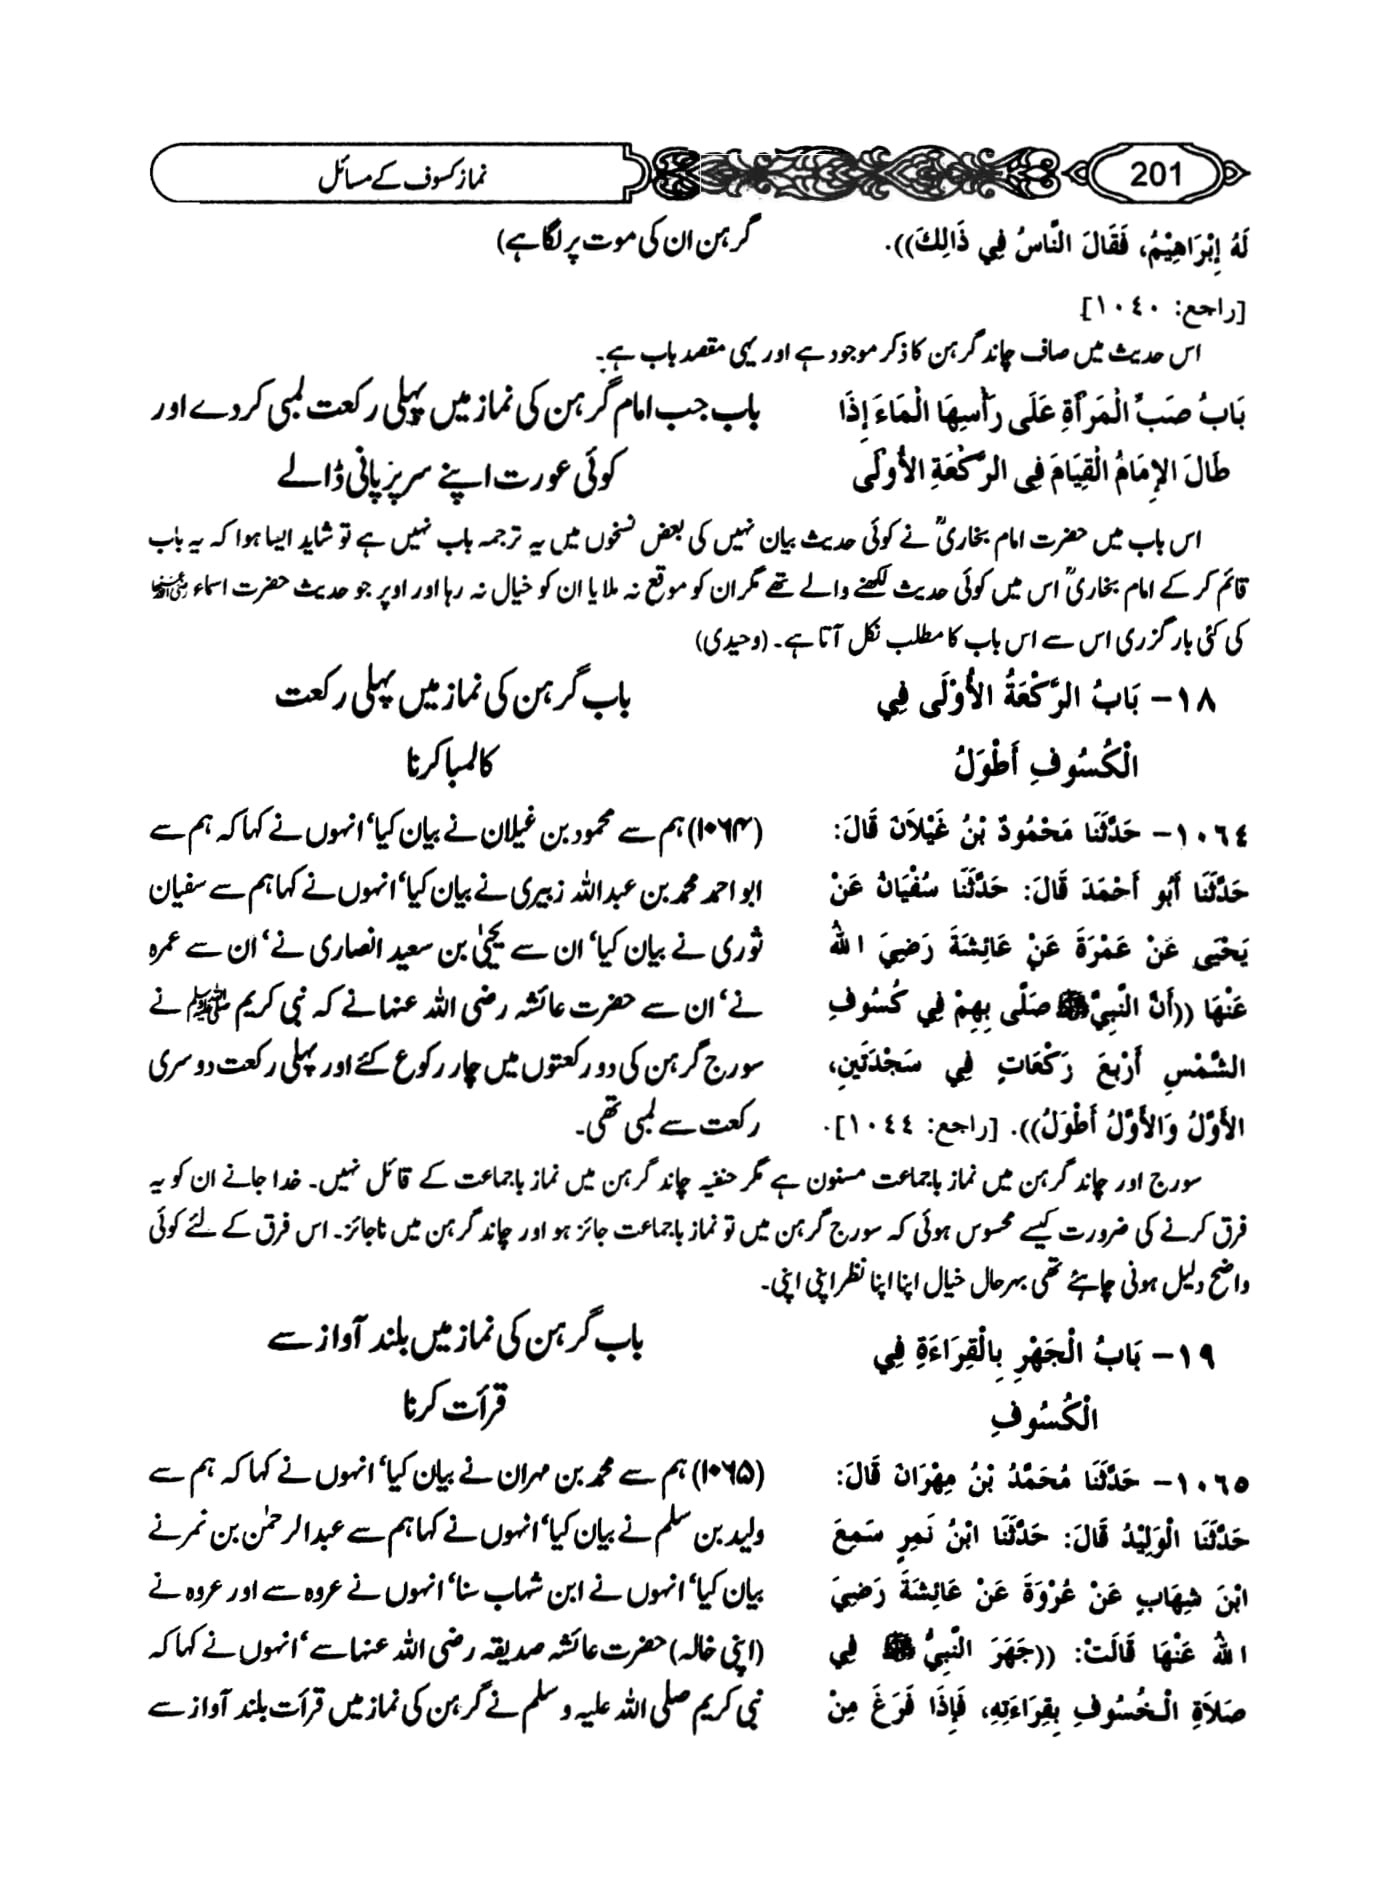 201
نماز کسوف کے مسائل
لَهُ إِبْرَاهِيْمُ، فَقَالَ النَّاسُ فِي ذَالِكَ)).
[راجع: ١٠٤٠]
گرہن ان کی موت پر لگا ہے)
اس حدیث میں صاف چاند گرہن کا ذکر موجود ہے اور یہی مقصد باب ہے۔
بَابُ صَبِّ الْمَرْأَةِ عَلَى رَأْسِهَا الْمَاءَ إِذَا
طَالَ الإِمَامُ الْقِيَامَ فِي الرَّكْعَةِ الأُولَى
باب جب امام گرہن کی نماز میں پہلی رکعت لمبی کر دے اور
کوئی عورت اپنے سر پر پانی ڈالے
اس باب میں حضرت امام بخاریؒ نے کوئی حدیث بیان نہیں کی بعض نسخوں میں یہ ترجمہ باب نہیں ہے تو شاید ایسا ہوا کہ یہ باب
قائم کر کے امام بخاریؒ اس میں کوئی حدیث لکھنے والے تھے مگر ان کو موقع نہ ملا یا ان کو خیال نہ رہا اور اوپر جو حدیث حضرت اسماء رضی اللہ عنہا
کی کئی بار گزری اس سے اس باب کا مطلب نکل آتا ہے۔ (وحیدی)
١٨- بَابُ الرَّكْعَةُ الأُوْلَى فِي
الْكُسُوفِ أَطْوَلُ
باب گرہن کی نماز میں پہلی رکعت
کا لمبا کرنا
١٠٦٤- حَدَّثَنَا مَحْمُودُ بْنُ غَيْلاَنَ قَالَ:
حَدَّثَنَا أَبُو أَحْمَدَ قَالَ: حَدَّثَنَا سُفْيَانُ عَنْ
يَحْيَى عَنْ عَمْرَةَ عَنْ عَائِشَةَ رَضِيَ اللهُ
عَنْهَا ((أَنَّ النَّبِيَّ ﷺ صَلَّى بِهِمْ فِي كُسُوفِ
الشَّمْسِ أَرْبَعَ رَكْعَاتٍ فِي سَجْدَتَينِ،
الأَوَّلُ وَالأَوَّلُ أَطْوَلُ)). [راجع: ١٠٤٤].
(۱۰۶۴) ہم سے محمود بن غیلان نے بیان کیا' انہوں نے کہا کہ ہم سے
ابو احمد محمد بن عبداللہ زبیری نے بیان کیا' انہوں نے کہا ہم سے سفیان
ثوری نے بیان کیا' ان سے یحییٰ بن سعید انصاری نے' ان سے عمرہ
نے' ان سے حضرت عائشہ رضی اللہ عنہا نے کہ نبی کریم ﷺ نے
سورج گرہن کی دو رکعتوں میں چار رکوع کئے اور پہلی رکعت دوسری
رکعت سے لمبی تھی۔
سورج اور چاند گرہن میں نماز باجماعت مسنون ہے مگر حنفیہ چاند گرہن میں نماز باجماعت کے قائل نہیں۔ خدا جانے ان کو یہ
فرق کرنے کی ضرورت کیسے محسوس ہوئی کہ سورج گرہن میں تو نماز باجماعت جائز ہو اور چاند گرہن میں ناجائز۔ اس فرق کے لئے کوئی
واضح دلیل ہونی چاہئے تھی بہرحال خیال اپنا اپنا نظر اپنی اپنی۔
١٩- بَابُ الْجَهْرِ بِالْقِرَاءَةِ فِي
الْكُسُوفِ
باب گرہن کی نماز میں بلند آواز سے
قرأت کرنا
١٠٦٥- حَدَّثَنَا مُحَمَّدُ بْنُ مِهْرَانَ قَالَ:
حَدَّثَنَا الْوَلِيْدُ قَالَ: حَدَّثَنَا ابْنُ نَمِرٍ سَمِعَ
ابْنَ شِهَابٍ عَنْ عُرْوَةَ عَنْ عَائِشَةَ رَضِيَ
اللهُ عَنْهَا قَالَتْ: ((جَهَرَ النَّبِيُّ ﷺ فِي
صَلاَةِ الْخُسُوفِ بِقِرَاءَتِهِ، فَإِذَا فَرَغَ مِنْ
(۱۰۶۵) ہم سے محمد بن مہران نے بیان کیا' انہوں نے کہا کہ ہم سے
ولید بن سلم نے بیان کیا' انہوں نے کہا ہم سے عبدالرحمٰن بن نمر نے
بیان کیا' انہوں نے ابن شہاب سنا' انہوں نے عروہ سے اور عروہ نے
(اپنی خالہ) حضرت عائشہ صدیقہ رضی اللہ عنہا سے' انہوں نے کہا کہ
نبی کریم صلی اللہ علیہ و سلم نے گرہن کی نماز میں قرأت بلند آواز سے